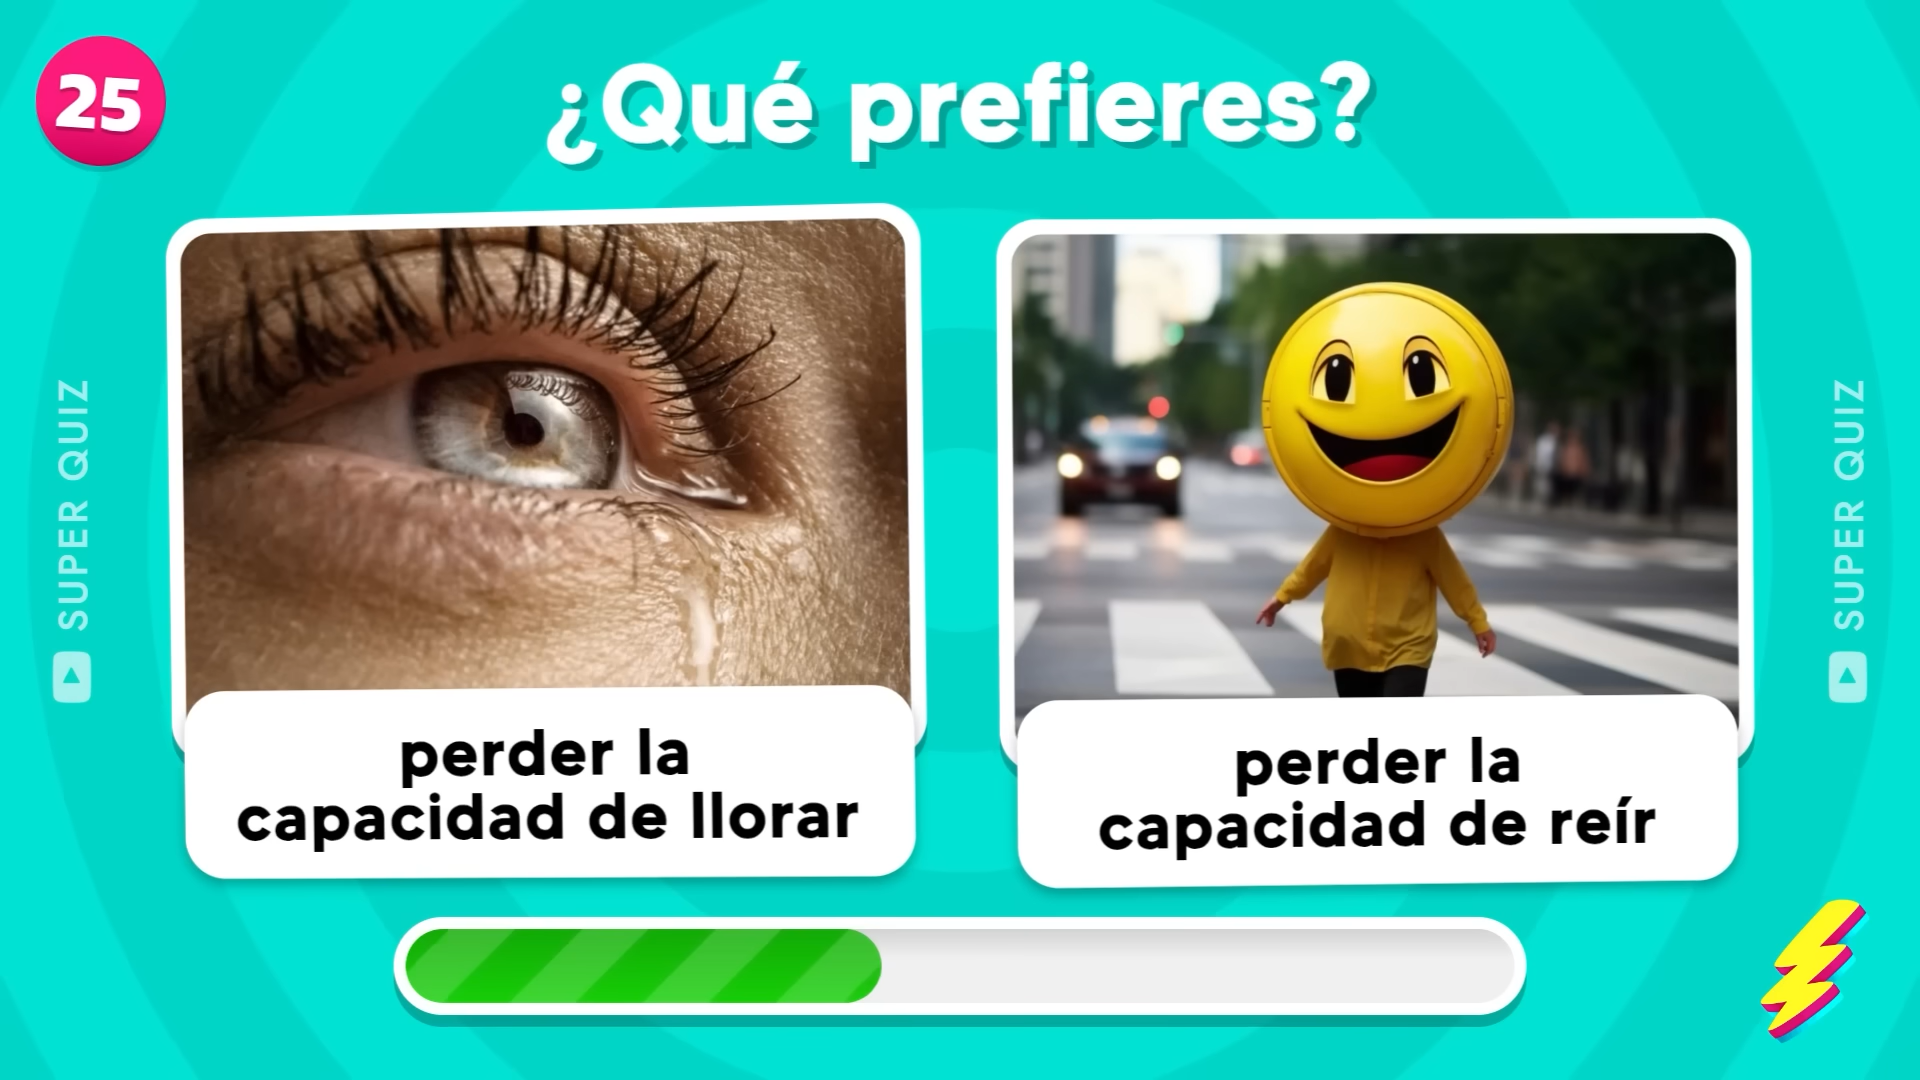 25
¿Qué prefieres?
SUPER QUIZ
perder la
capacidad de llorar
perder la
capacidad de reír
SUPER QUIZ